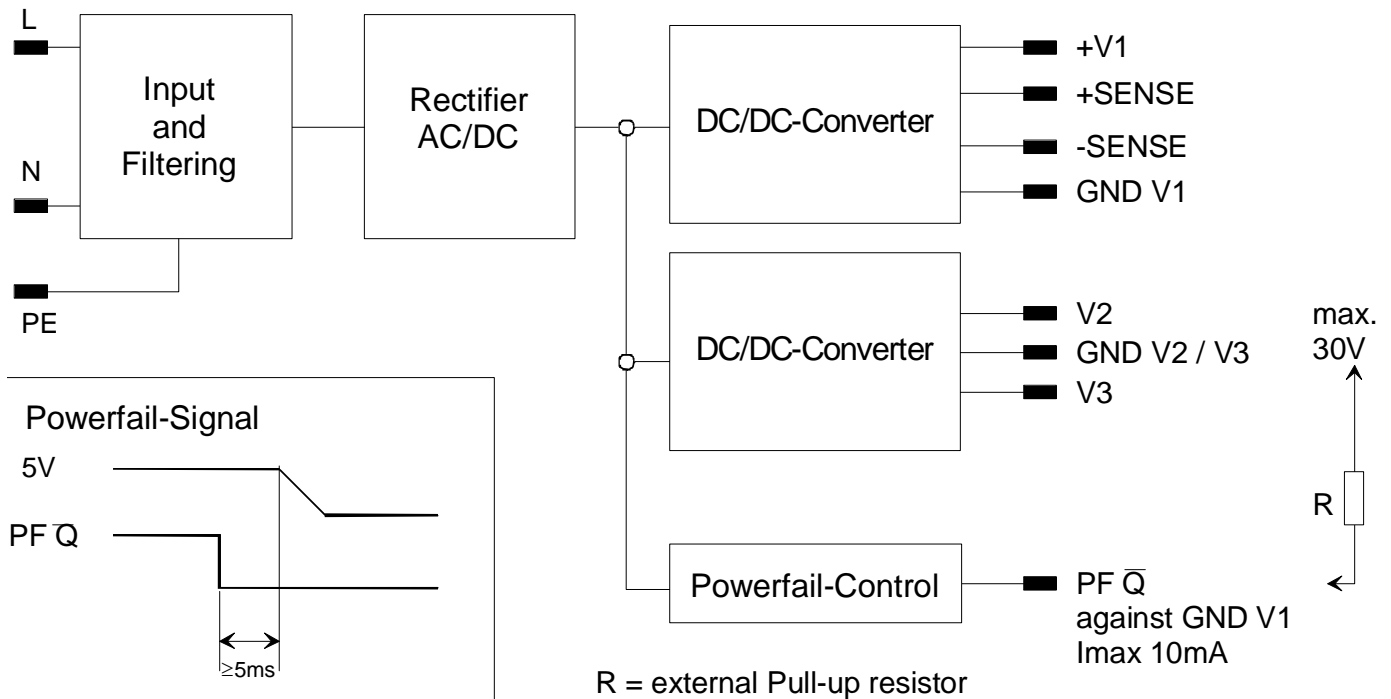 L
N
PE
Input
and
Filtering
Rectifier
AC/DC
DC/DC-Converter
+V1
+SENSE
-SENSE
GND V1
DC/DC-Converter
V2
GND V2 / V3
V3
max.
30V
R
Powerfail-Control
PF Q̅
against GND V1
Imax 10mA
Powerfail-Signal
5V
PF Q̅
≥5ms
R = external Pull-up resistor